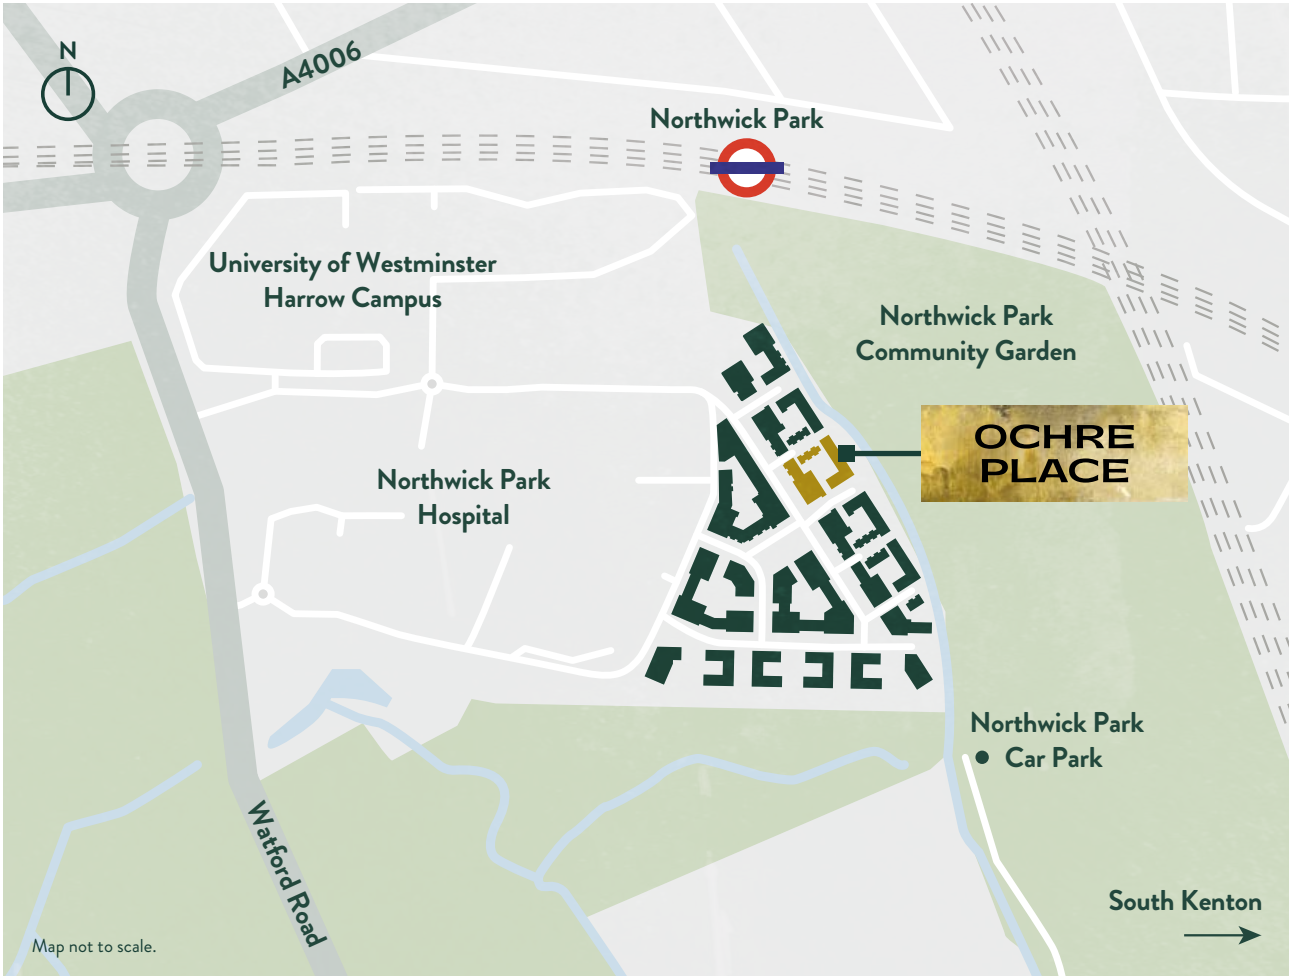 N
A4006
Northwick Park
University of Westminster
Harrow Campus
Northwick Park
Community Garden
OCHRE
PLACE
Northwick Park
Hospital
Northwick Park
Car Park
Watford Road
South Kenton
Map not to scale.